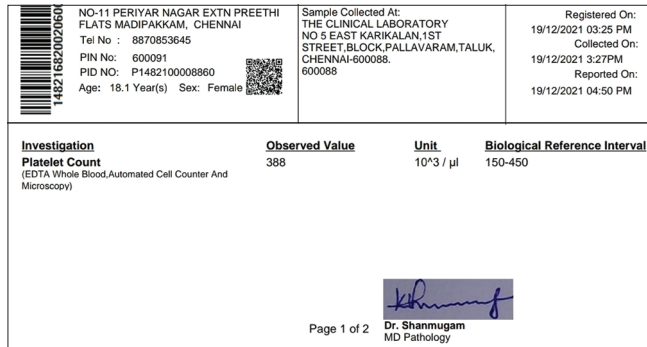 14821682002060
NO-11 PERIYAR NAGAR EXTN PREETHI
FLATS MADIPAKKAM, CHENNAI
Tel No : 8870853645
PIN No: 600091
PID NO: P1482100008860
Age: 18.1 Year(s) Sex: Female
Sample Collected At:
THE CLINICAL LABORATORY
NO 5 EAST KARIKALAN,1ST
STREET,BLOCK,PALLAVARAM,TALUK,
CHENNAI-600088.
600088
Registered On:
19/12/2021 03:25 PM
Collected On:
19/12/2021 3:27PM
Reported On:
19/12/2021 04:50 PM
Investigation Observed Value Unit Biological Reference Interval
Platelet Count 388 10^3 / µl 150-450
(EDTA Whole Blood,Automated Cell Counter And
Microscopy)
Page 1 of 2
Dr. Shanmugam
MD Pathology